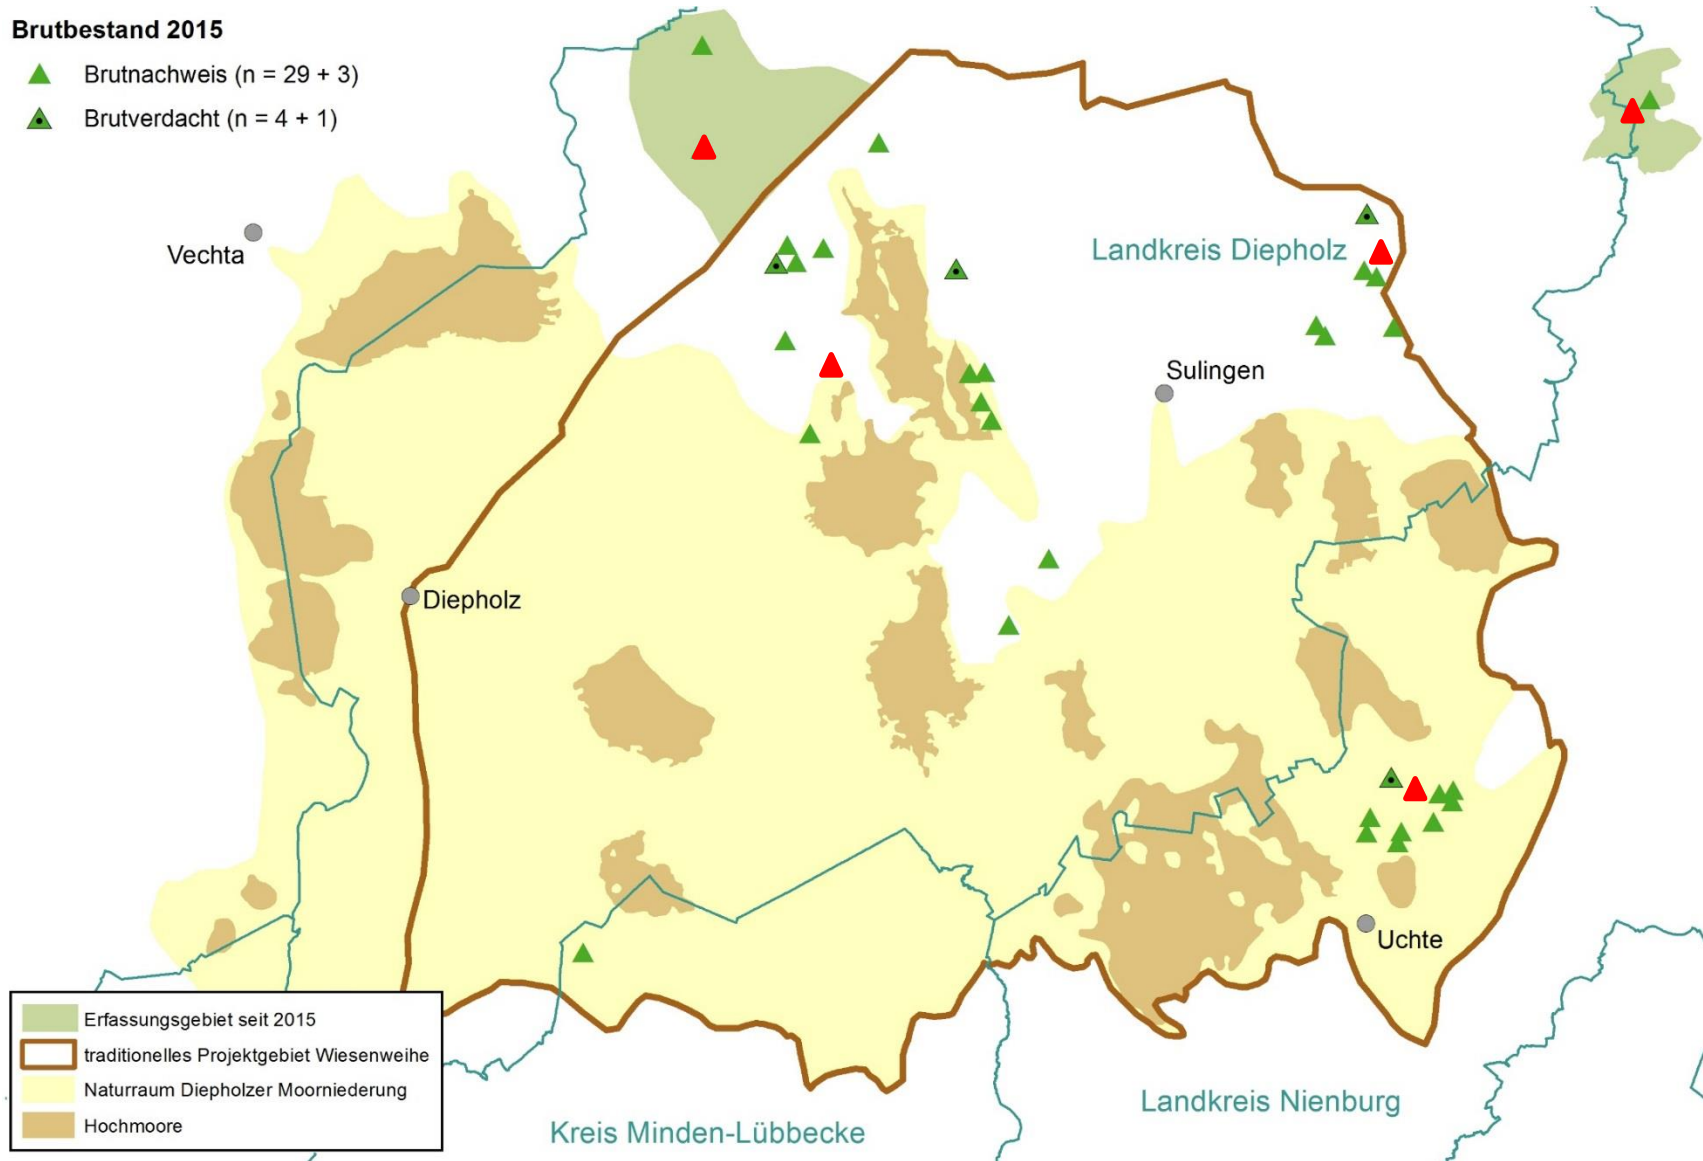 Brutbestand 2015
Brutnachweis (n = 29 + 3)
Brutverdacht (n = 4 + 1)
Vechta
Landkreis Diepholz
Sulingen
Diepholz
Uchte
Erfassungsgebiet seit 2015
traditionelles Projektgebiet Wiesenweihe
Naturraum Diepholzer Moorniederung
Hochmoore
Landkreis Nienburg
Kreis Minden-Lübbecke